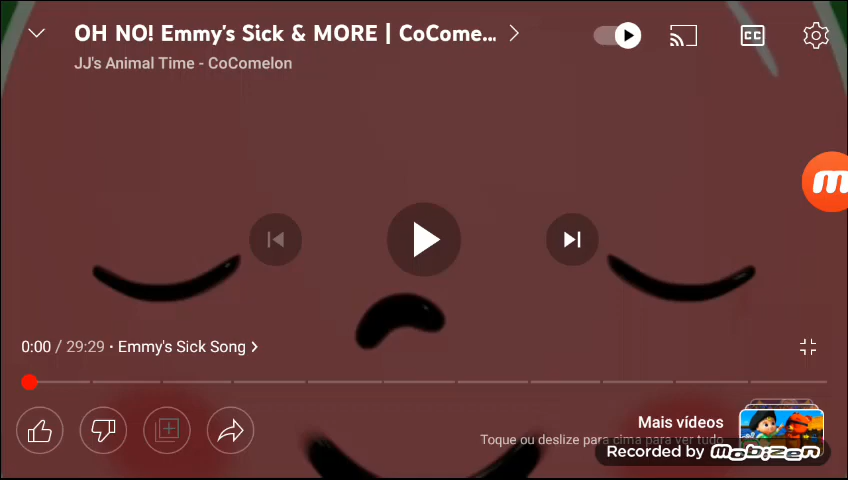 OH NO! Emmy's Sick & MORE | CoCome...
JJ's Animal Time - CoComelon
CC
m
0:00 / 29:29 • Emmy's Sick Song
Mais vídeos
Toque ou deslize para cima para ver tudo
Recorded by mobizen